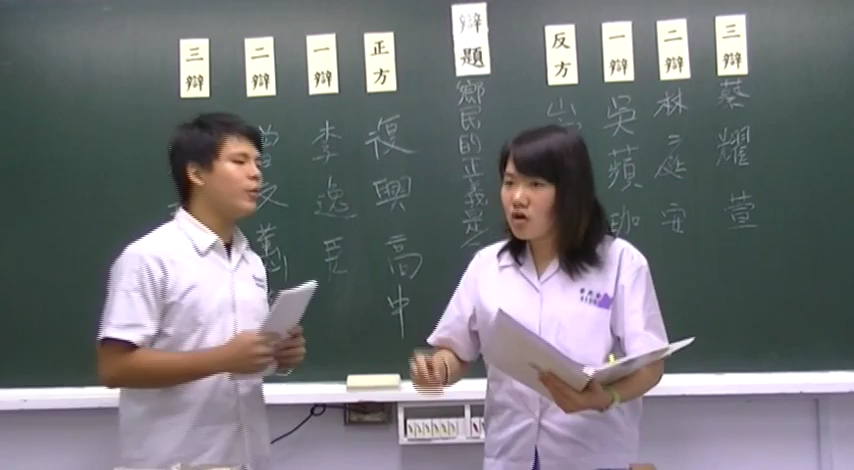 三辯
二辯
一辯
正方
辯題
反方
一辯
二辯
三辯
李逸
復興高中
鄉民的正義是
吳蘋珈
林庭安
蔡耀萱